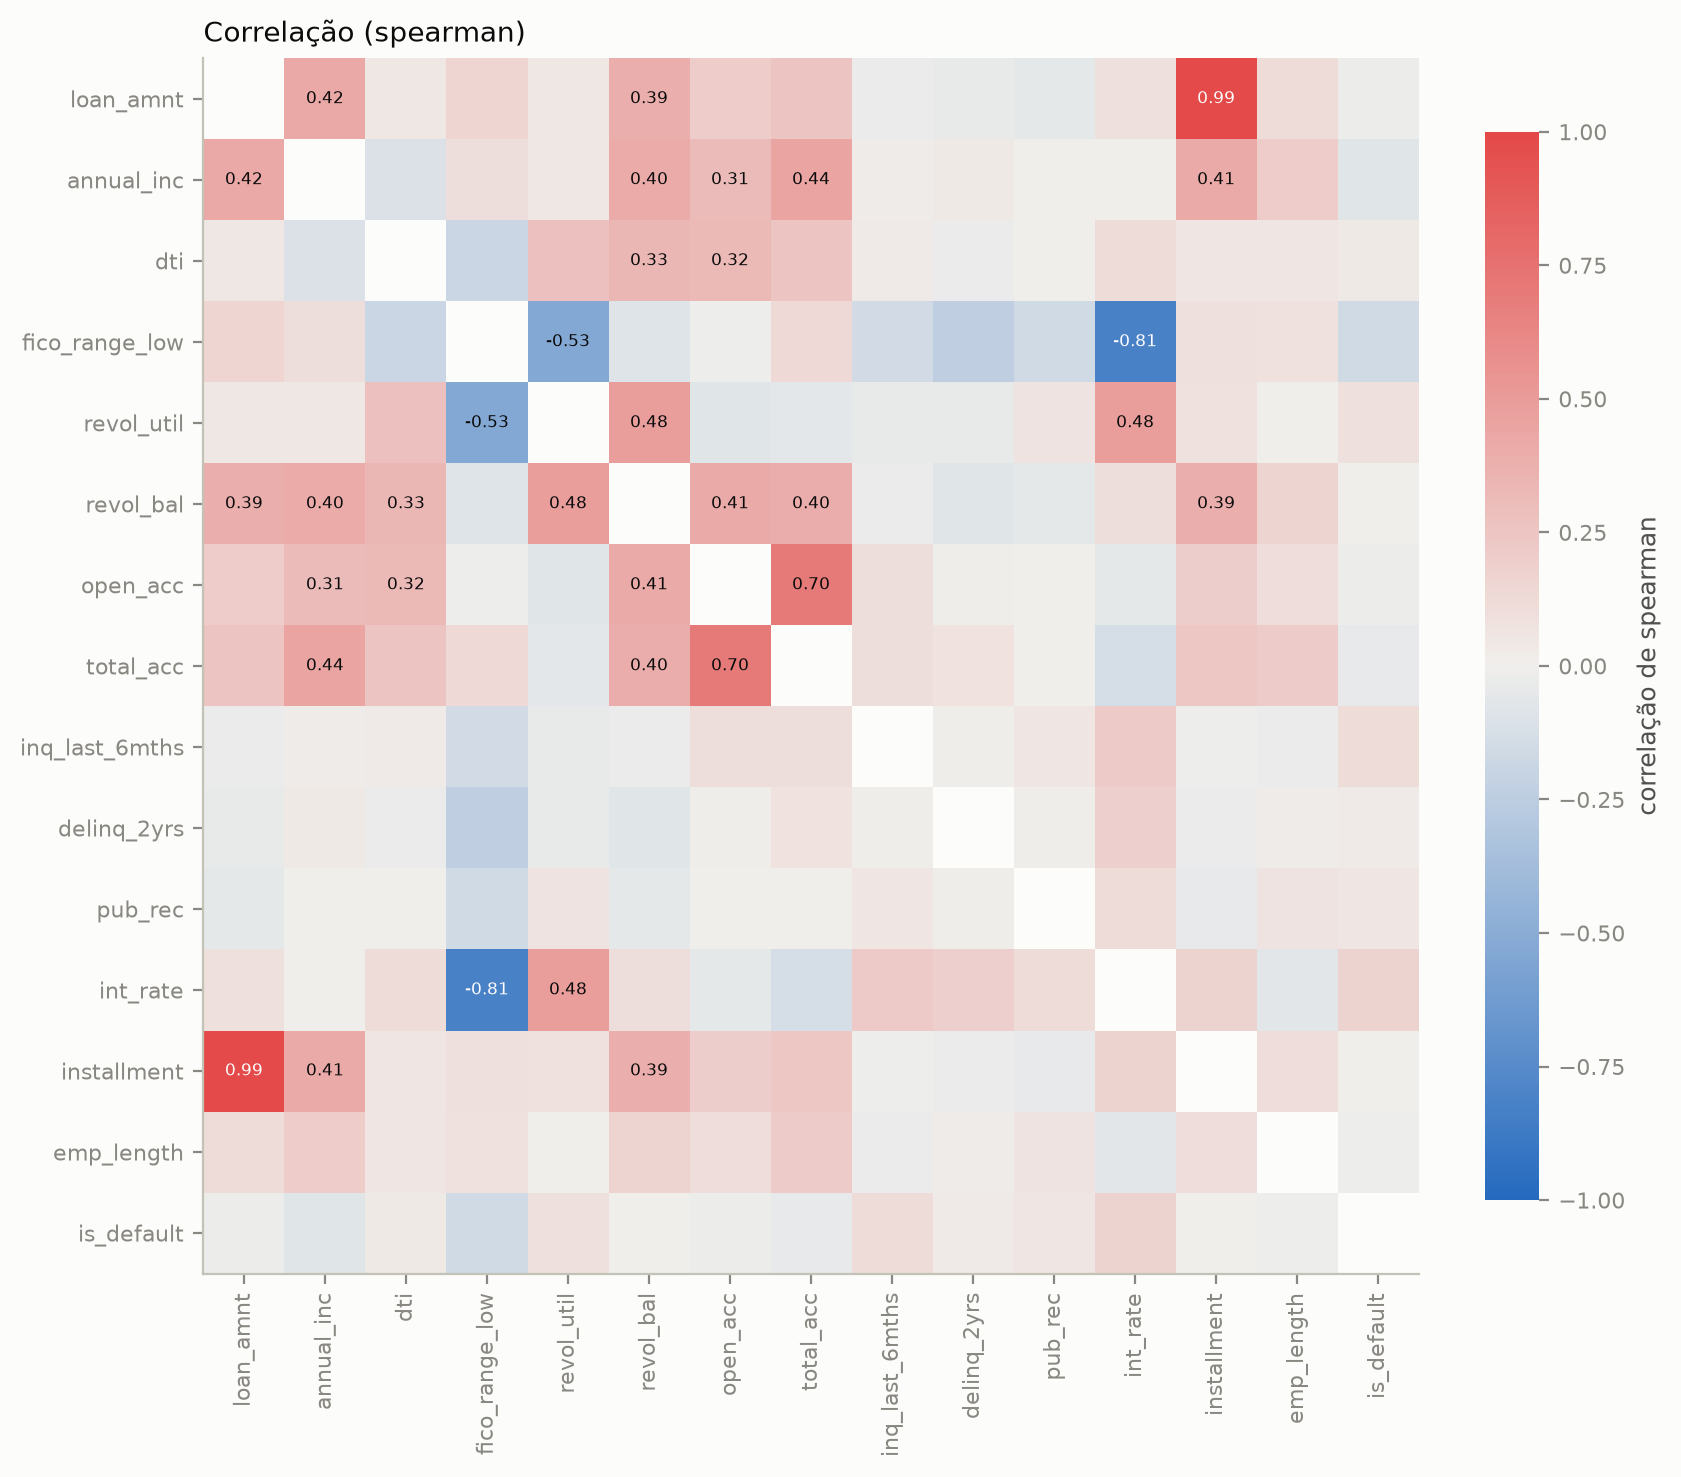 Correlação (spearman)
loan_amnt 0.42 0.39 0.99
annual_inc 0.42 0.40 0.31 0.44 0.41
dti 0.33 0.32
fico_range_low -0.53 -0.81
revol_util -0.53 0.48 0.48
revol_bal 0.39 0.40 0.33 0.48 0.41 0.40 0.39
open_acc 0.31 0.32 0.41 0.70
total_acc 0.44 0.40 0.70
inq_last_6mths
delinq_2yrs
pub_rec
int_rate -0.81 0.48
installment 0.99 0.41 0.39
emp_length
is_default
loan_amnt
annual_inc
dti
fico_range_low
revol_util
revol_bal
open_acc
total_acc
inq_last_6mths
delinq_2yrs
pub_rec
int_rate
installment
emp_length
is_default
1.00
0.75
0.50
0.25
0.00
−0.25
−0.50
−0.75
−1.00
correlação de spearman